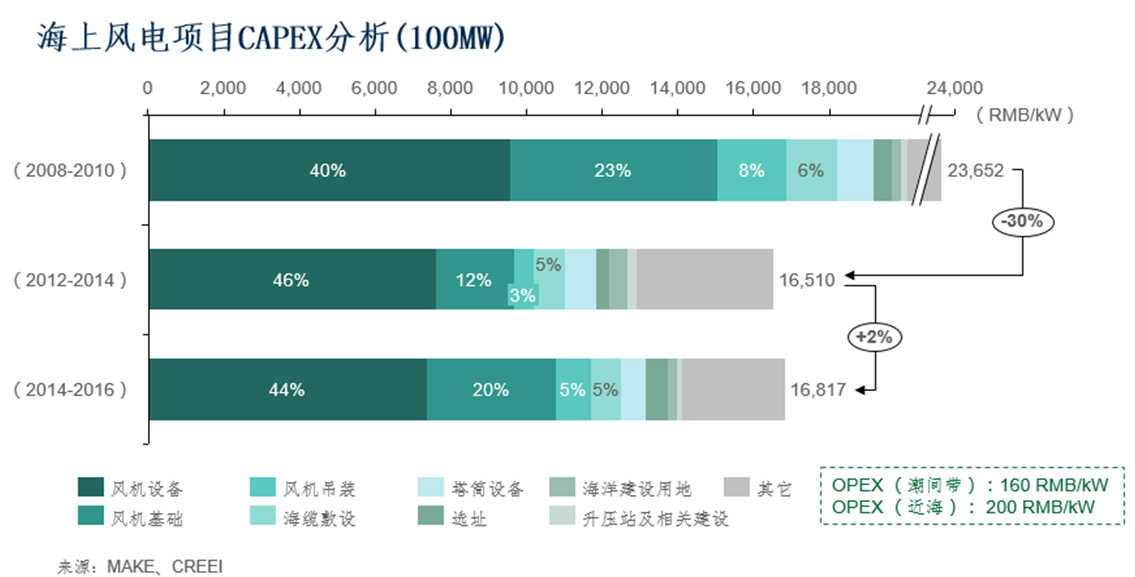 海上风电项目CAPEX分析(100MW)
0 2,000 4,000 6,000 8,000 10,000 12,000 14,000 16,000 18,000 24,000
（RMB/kW）
（2008-2010） 40% 23% 8% 6% 23,652
-30%
（2012-2014） 46% 12% 3% 5% 16,510
+2%
（2014-2016） 44% 20% 5% 5% 16,817
风机设备 风机吊装 塔筒设备 海洋建设用地 其它
风机基础 海缆敷设 选址 升压站及相关建设
OPEX（潮间带）: 160 RMB/kW
OPEX（近海）: 200 RMB/kW
来源：MAKE、CREEI